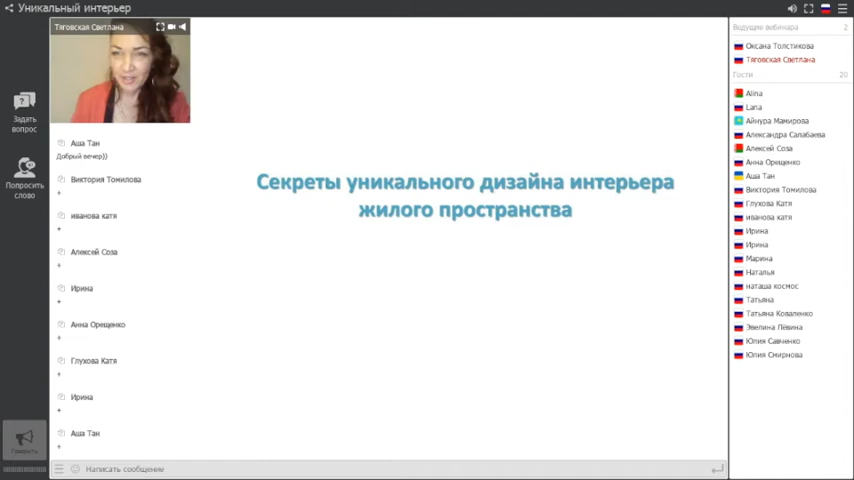 Уникальный интерьер
Тяговская Светлана
Задать
вопрос
Попросить
слово
Говорить
Аша Тан
Добрый вечер))
Виктория Томилова
+
иванова катя
+
Алексей Соза
+
Ирина
+
Анна Орещенко
+
Глухова Катя
+
Ирина
+
Аша Тан
+
Написать сообщение
Секреты уникального дизайна интерьера
жилого пространства
Ведущие вебинара 2
Оксана Толстикова
Тяговская Светлана
Гости 20
Alina
Lana
Айнура Мамирова
Александра Салабаева
Алексей Соза
Анна Орещенко
Аша Тан
Виктория Томилова
Глухова Катя
иванова катя
Ирина
Ирина
Марина
Наталья
наташа космос
Татьяна
Татьяна Коваленко
Эвелина Лёвина
Юлия Савченко
Юлия Смирнова